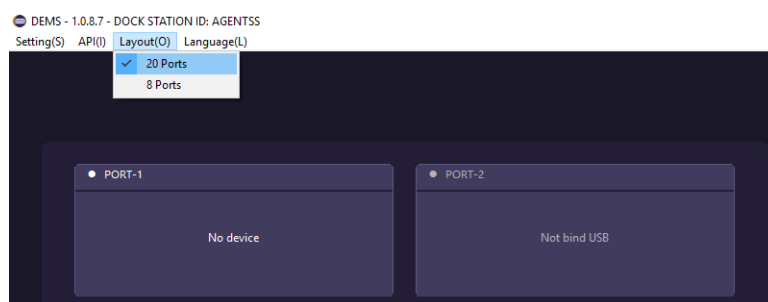 DEMS - 1.0.8.7 - DOCK STATION ID: AGENTSS
Setting(S) API(I) Layout(O) Language(L)
20 Ports
8 Ports
PORT-1
No device
PORT-2
Not bind USB